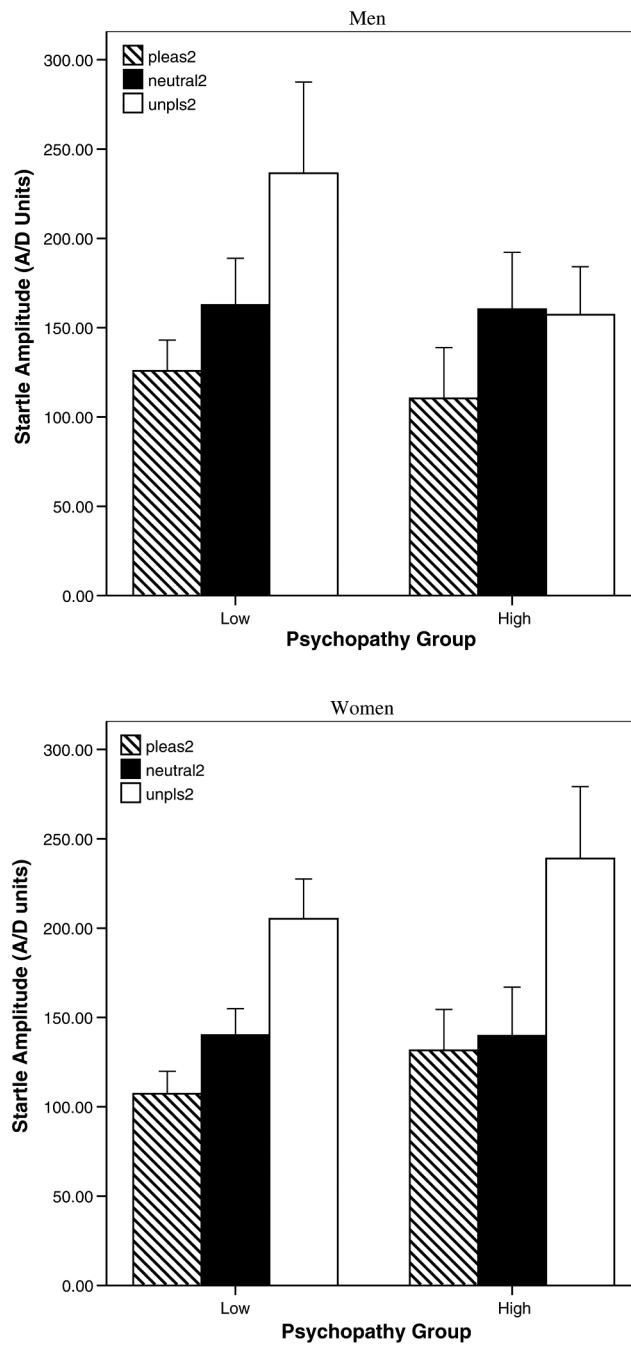 Men
300.00
250.00
200.00
150.00
100.00
50.00
0.00
Startle Amplitude (A/D Units)
pleas2
neutral2
unpls2
Low High
Psychopathy Group
Women
300.00
250.00
200.00
150.00
100.00
50.00
0.00
Startle Amplitude (A/D units)
pleas2
neutral2
unpls2
Low High
Psychopathy Group